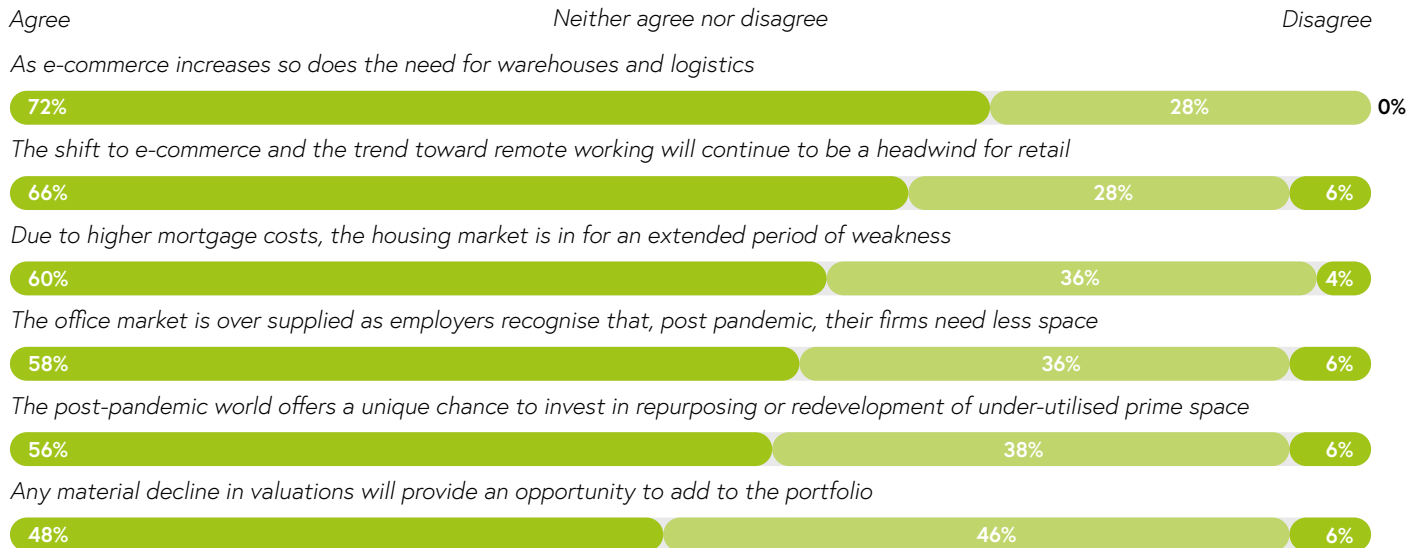 Agree Neither agree nor disagree Disagree
As e-commerce increases so does the need for warehouses and logistics
72% 28% 0%
The shift to e-commerce and the trend toward remote working will continue to be a headwind for retail
66% 28% 6%
Due to higher mortgage costs, the housing market is in for an extended period of weakness
60% 36% 4%
The office market is over supplied as employers recognise that, post pandemic, their firms need less space
58% 36% 6%
The post-pandemic world offers a unique chance to invest in repurposing or redevelopment of under-utilised prime space
56% 38% 6%
Any material decline in valuations will provide an opportunity to add to the portfolio
48% 46% 6%